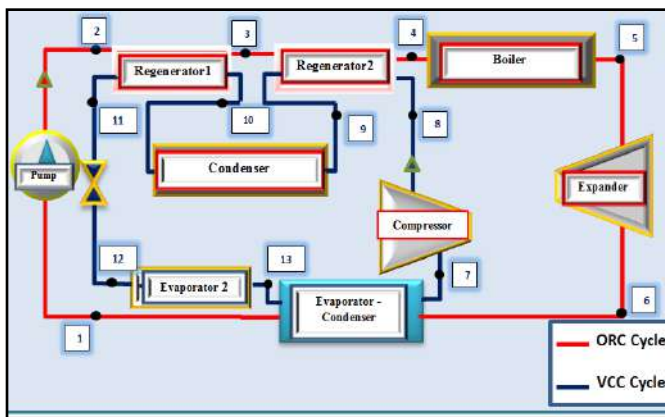 2
3
4
5
Regenerator1
Regenerator2
Boiler
11
10
9
8
Pump
Condenser
Expander
Compressor
12
13
7
Evaporator 2
Evaporator -
Condenser
1
6
ORC Cycle
VCC Cycle